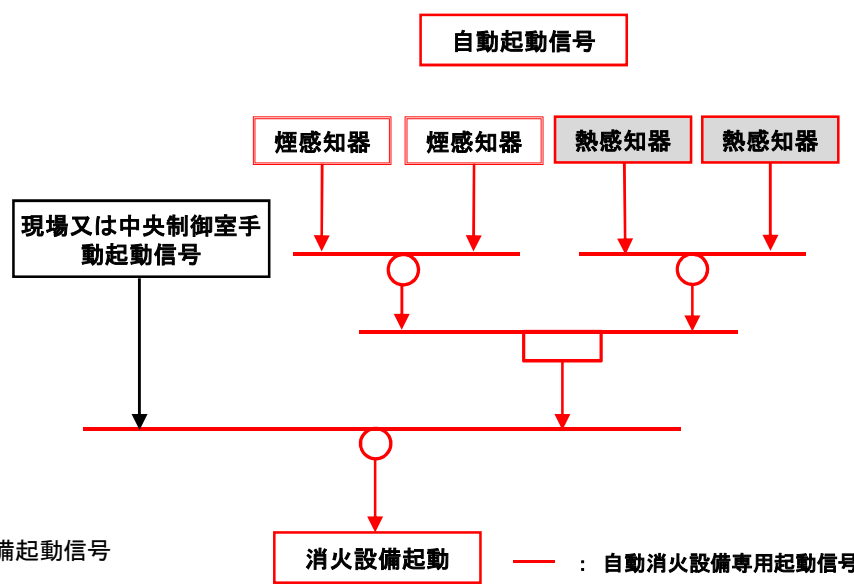 自動起動信号
煙感知器
煙感知器
熱感知器
熱感知器
現場又は中央制御室手
動起動信号
消火設備起動
備起動信号
： 自動消火設備専用起動信号